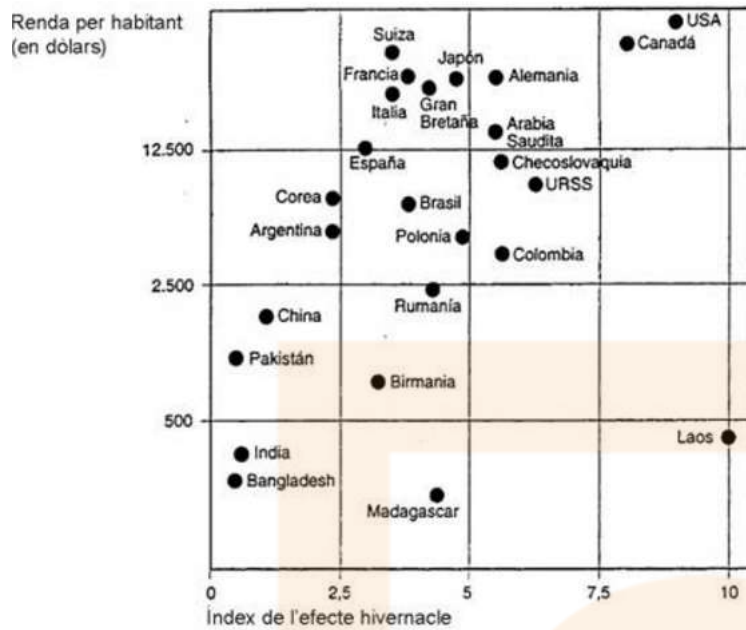 Renda per habitant
(en dòlars)
USA
Canadá
Suiza
Japón
Francia
Alemania
Italia
Gran
Bretaña
Arabia
Saudita
12.500
España
Checoslovaquia
URSS
Corea
Brasil
Argentina
Polonia
Colombia
2.500
Rumanía
China
Pakistán
Birmania
500
Laos
India
Bangladesh
Madagascar
0 2,5 5 7,5 10
Índex de l'efecte hivernacle